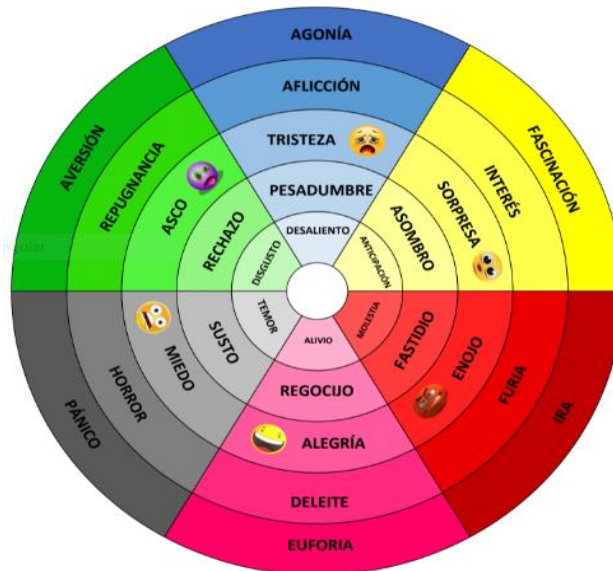 AGONÍA
AFLICCIÓN
TRISTEZA
PESADUMBRE
DESALIENTO
FASCINACIÓN
INTERÉS
SORPRESA
ASOMBRO
ANTICIPACIÓN
IRA
FURIA
ENOJO
FASTIDIO
MOLESTIA
EUFORIA
DELEITE
ALEGRÍA
REGOCIJO
ALIVIO
PÁNICO
HORROR
MIEDO
SUSTO
TEMOR
AVERSIÓN
REPUGNANCIA
ASCO
RECHAZO
DISGUSTO